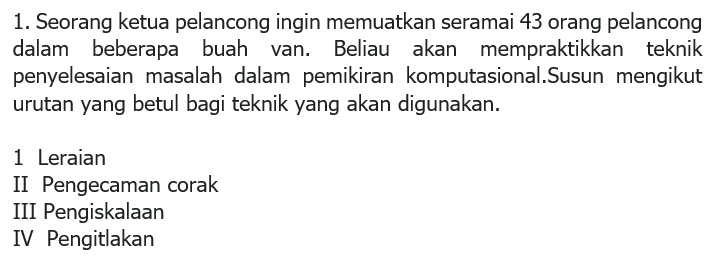 1. Seorang ketua pelancong ingin memuatkan seramai 43 orang pelancong
dalam beberapa buah van. Beliau akan mempraktikkan teknik
penyelesaian masalah dalam pemikiran komputasional.Susun mengikut
urutan yang betul bagi teknik yang akan digunakan.
1 Leraian
II Pengecaman corak
III Pengiskalaan
IV Pengitlakan